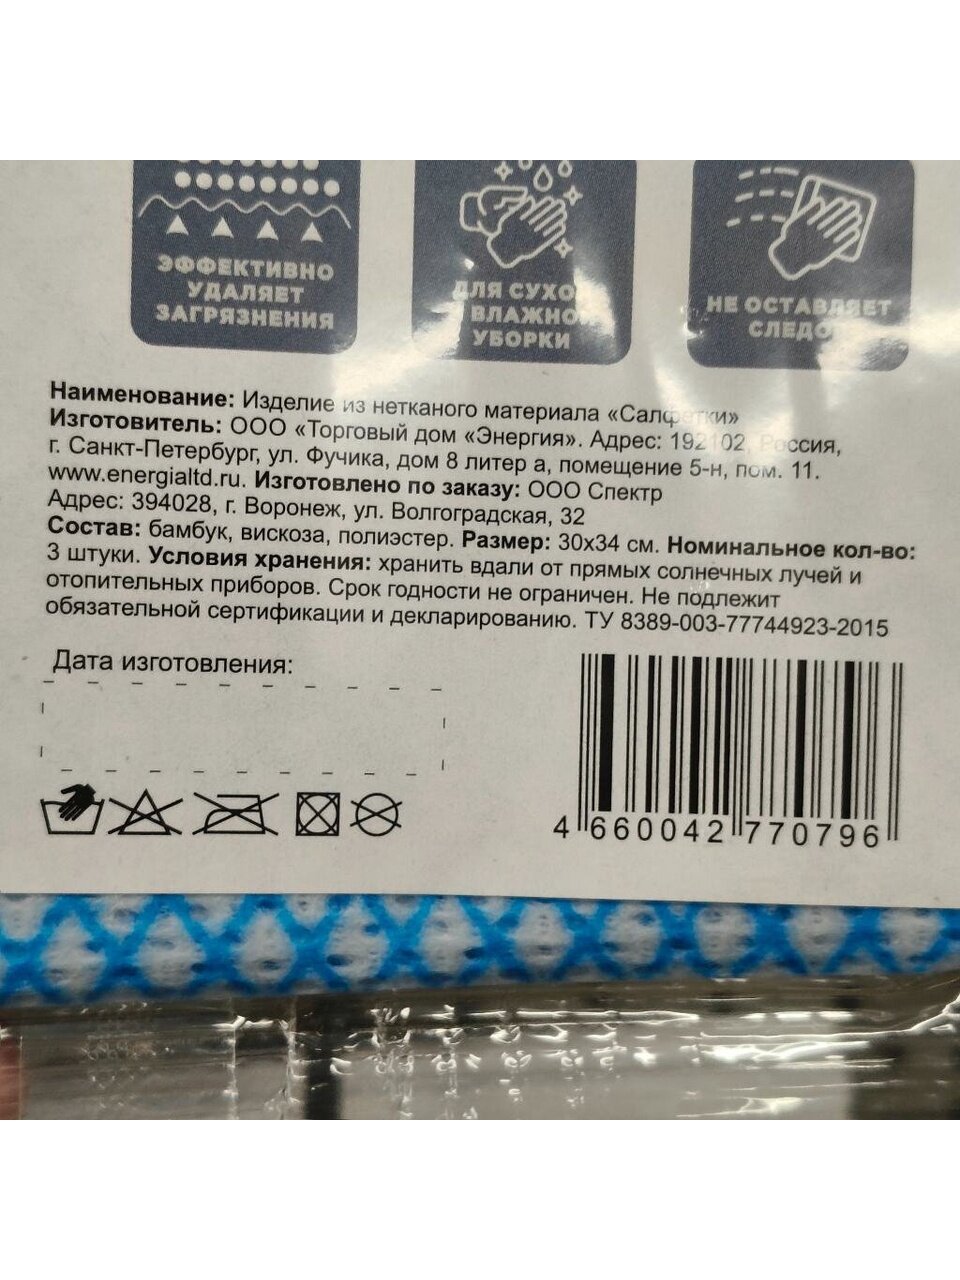 ЭФФЕКТИВНО
УДАЛЯЕТ
ЗАГРЯЗНЕНИЯ
ДЛЯ СУХО
ВЛАЖНО
УБОРКИ
НЕ ОСТАВЛЯЕТ
СЛЕДО
Наименование: Изделие из нетканого материала «Салфетки»
Изготовитель: ООО «Торговый дом «Энергия». Адрес: 192102, Россия,
г. Санкт-Петербург, ул. Фучика, дом 8 литер а, помещение 5-н, пом. 11.
www.energialtd.ru. Изготовлено по заказу: ООО Спектр
Адрес: 394028, г. Воронеж, ул. Волгоградская, 32
Состав: бамбук, вискоза, полиэстер. Размер: 30х34 см. Номинальное кол-во:
3 штуки. Условия хранения: хранить вдали от прямых солнечных лучей и
отопительных приборов. Срок годности не ограничен. Не подлежит
обязательной сертификации и декларированию. ТУ 8389-003-77744923-2015
Дата изготовления:
4 660042 770796